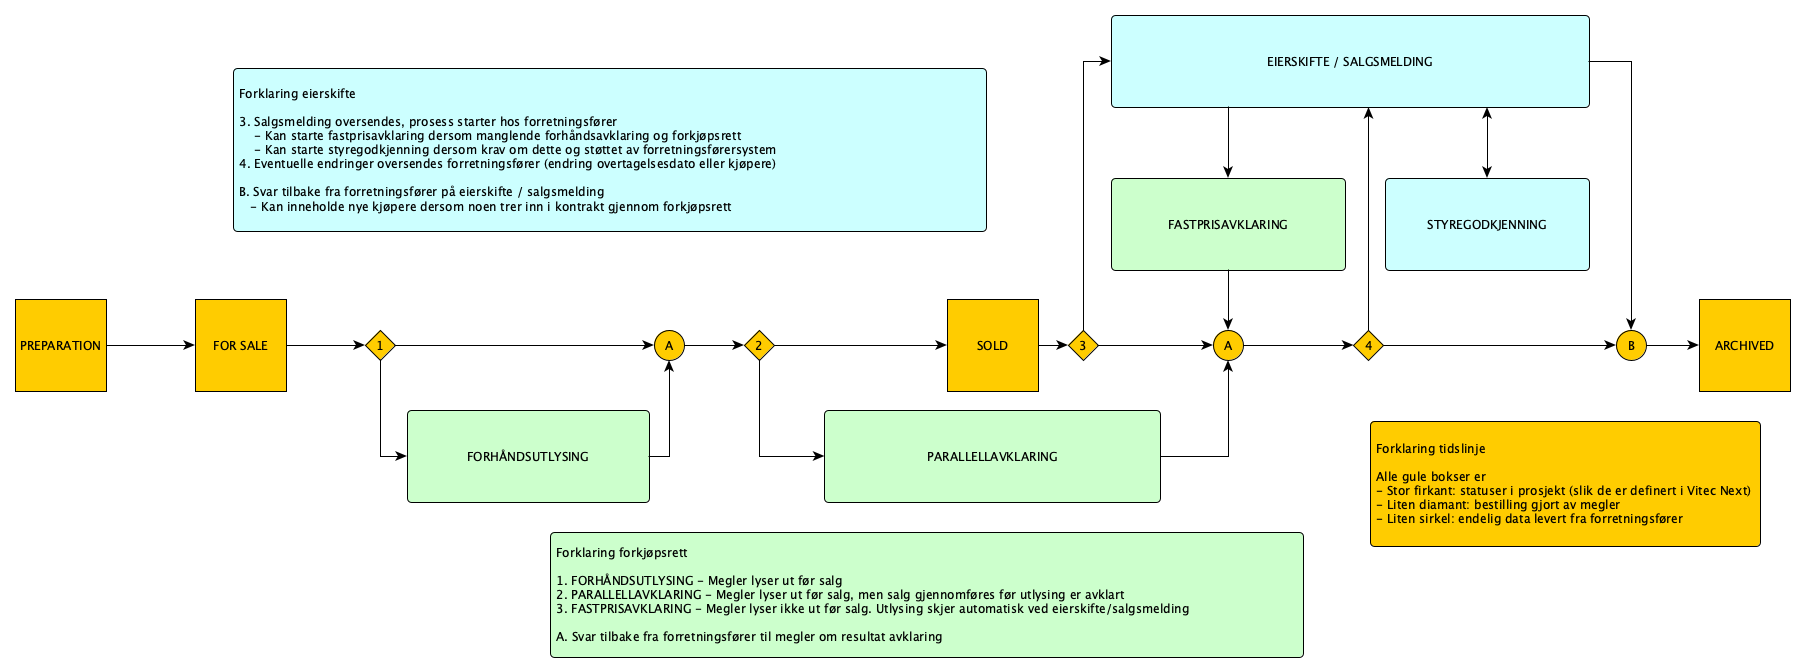 EIERSKIFTE / SALGSMELDING
Forklaring eierskifte
3. Salgsmelding oversendes, prosess starter hos forretningsfører
– Kan starte fastprisavklaring dersom manglende forhåndsavklaring og forkjøpsrett
– Kan starte styregodkjenning dersom krav om dette og støttet av forretningsførersystem
4. Eventuelle endringer oversendes forretningsfører (endring overtagelsesdato eller kjøpere)
B. Svar tilbake fra forretningsfører på eierskifte / salgsmelding
– Kan inneholde nye kjøpere dersom noen trer inn i kontrakt gjennom forkjøpsrett
FASTPRISAVKLARING
STYREGODKJENNING
PREPARATION
FOR SALE
1
A
2
SOLD
3
A
4
B
ARCHIVED
FORHÅNDSUTLYSING
PARALLELLAVKLARING
Forklaring tidslinje
Alle gule bokser er
– Stor firkant: statuser i prosjekt (slik de er definert i Vitec Next)
– Liten diamant: bestilling gjort av megler
– Liten sirkel: endelig data levert fra forretningsfører
Forklaring forkjøpsrett
1. FORHÅNDSUTLYSING – Megler lyser ut før salg
2. PARALLELLAVKLARING – Megler lyser ut før salg, men salg gjennomføres før utlysing er avklart
3. FASTPRISAVKLARING – Megler lyser ikke ut før salg. Utlysing skjer automatisk ved eierskifte/salgsmelding
A. Svar tilbake fra forretningsfører til megler om resultat avklaring